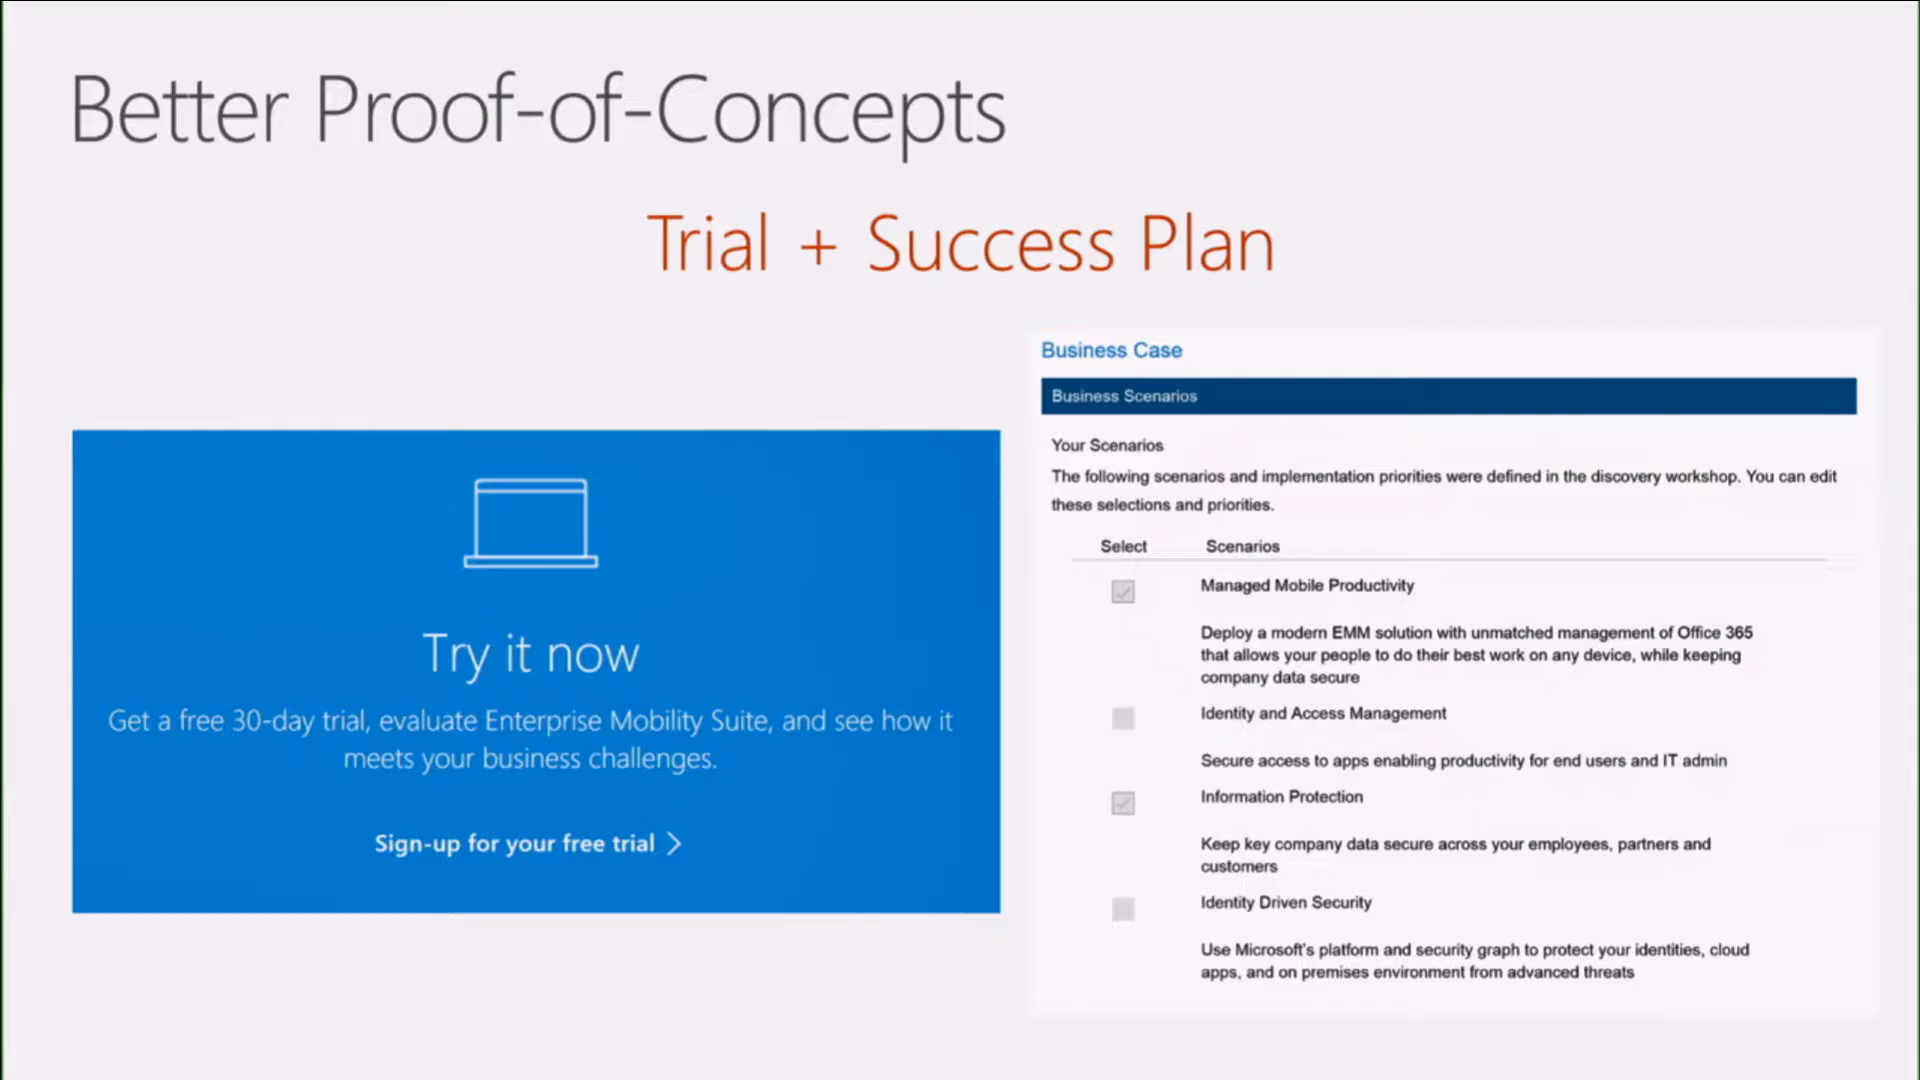 Better Proof-of-Concepts
Trial + Success Plan
Try it now
Get a free 30-day trial, evaluate Enterprise Mobility Suite, and see how it
meets your business challenges.
Sign-up for your free trial >
Business Case
Business Scenarios
Your Scenarios
The following scenarios and implementation priorities were defined in the discovery workshop. You can edit
these selections and priorities.
Select Scenarios
Managed Mobile Productivity
Deploy a modern EMM solution with unmatched management of Office 365
that allows your people to do their best work on any device, while keeping
company data secure
Identity and Access Management
Secure access to apps enabling productivity for end users and IT admin
Information Protection
Keep key company data secure across your employees, partners and
customers
Identity Driven Security
Use Microsoft's platform and security graph to protect your identities, cloud
apps, and on premises environment from advanced threats